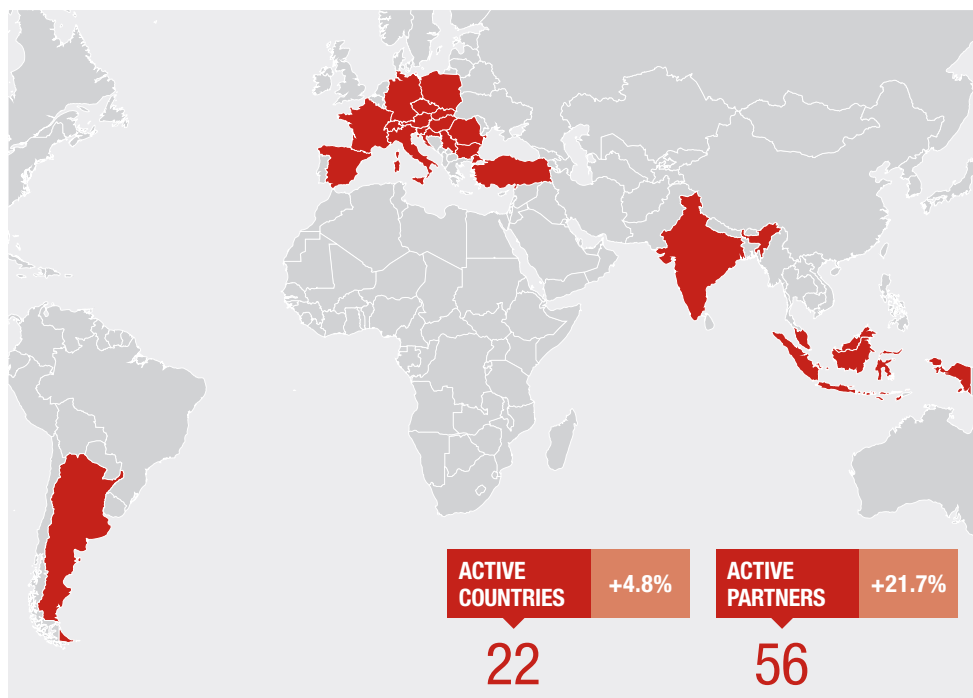 ACTIVE
COUNTRIES
+4.8%
22
ACTIVE
PARTNERS
+21.7%
56